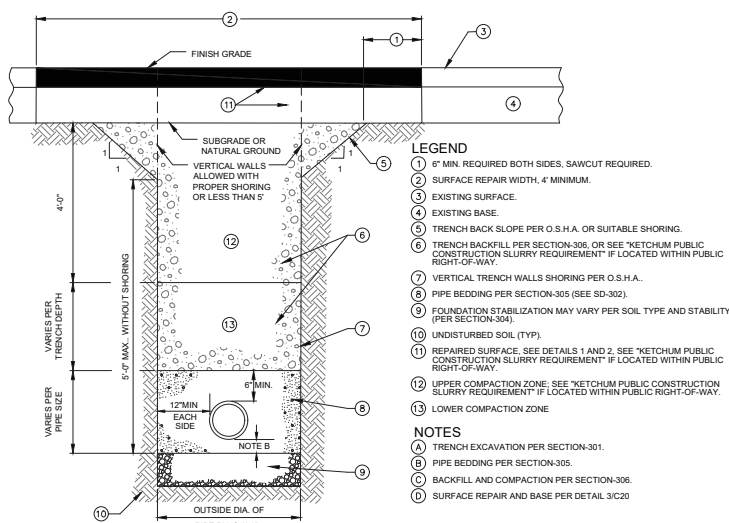 2
1
3
FINISH GRADE
11
4
SUBGRADE OR
NATURAL GROUND
1
1
VERTICAL WALLS
ALLOWED WITH
PROPER SHORING
OR LESS THAN 5'
1
1
5
4'-0"
12
6
VARIES PER
TRENCH DEPTH
5'-0" MAX.. WITHOUT SHORING
13
7
VARIES PER
PIPE SIZE
6" MIN.
12"MIN
EACH
SIDE
8
NOTE B
9
10
OUTSIDE DIA. OF
LEGEND
1 6" MIN. REQUIRED BOTH SIDES, SAWCUT REQUIRED.
2 SURFACE REPAIR WIDTH, 4' MINIMUM.
3 EXISTING SURFACE.
4 EXISTING BASE.
5 TRENCH BACK SLOPE PER O.S.H.A. OR SUITABLE SHORING.
6 TRENCH BACKFILL PER SECTION-306, OR SEE "KETCHUM PUBLIC
CONSTRUCTION SLURRY REQUIREMENT" IF LOCATED WITHIN PUBLIC
RIGHT-OF-WAY.
7 VERTICAL TRENCH WALLS SHORING PER O.S.H.A..
8 PIPE BEDDING PER SECTION-305 (SEE SD-302).
9 FOUNDATION STABILIZATION MAY VARY PER SOIL TYPE AND STABILITY
(PER SECTION-304).
10 UNDISTURBED SOIL (TYP).
11 REPAIRED SURFACE, SEE DETAILS 1 AND 2, SEE "KETCHUM PUBLIC
CONSTRUCTION SLURRY REQUIREMENT" IF LOCATED WITHIN PUBLIC
RIGHT-OF-WAY.
12 UPPER COMPACTION ZONE; SEE "KETCHUM PUBLIC CONSTRUCTION
SLURRY REQUIREMENT" IF LOCATED WITHIN PUBLIC RIGHT-OF-WAY.
13 LOWER COMPACTION ZONE
NOTES
A TRENCH EXCAVATION PER SECTION-301.
B PIPE BEDDING PER SECTION-305.
C BACKFILL AND COMPACTION PER SECTION-306.
D SURFACE REPAIR AND BASE PER DETAIL 3/C20